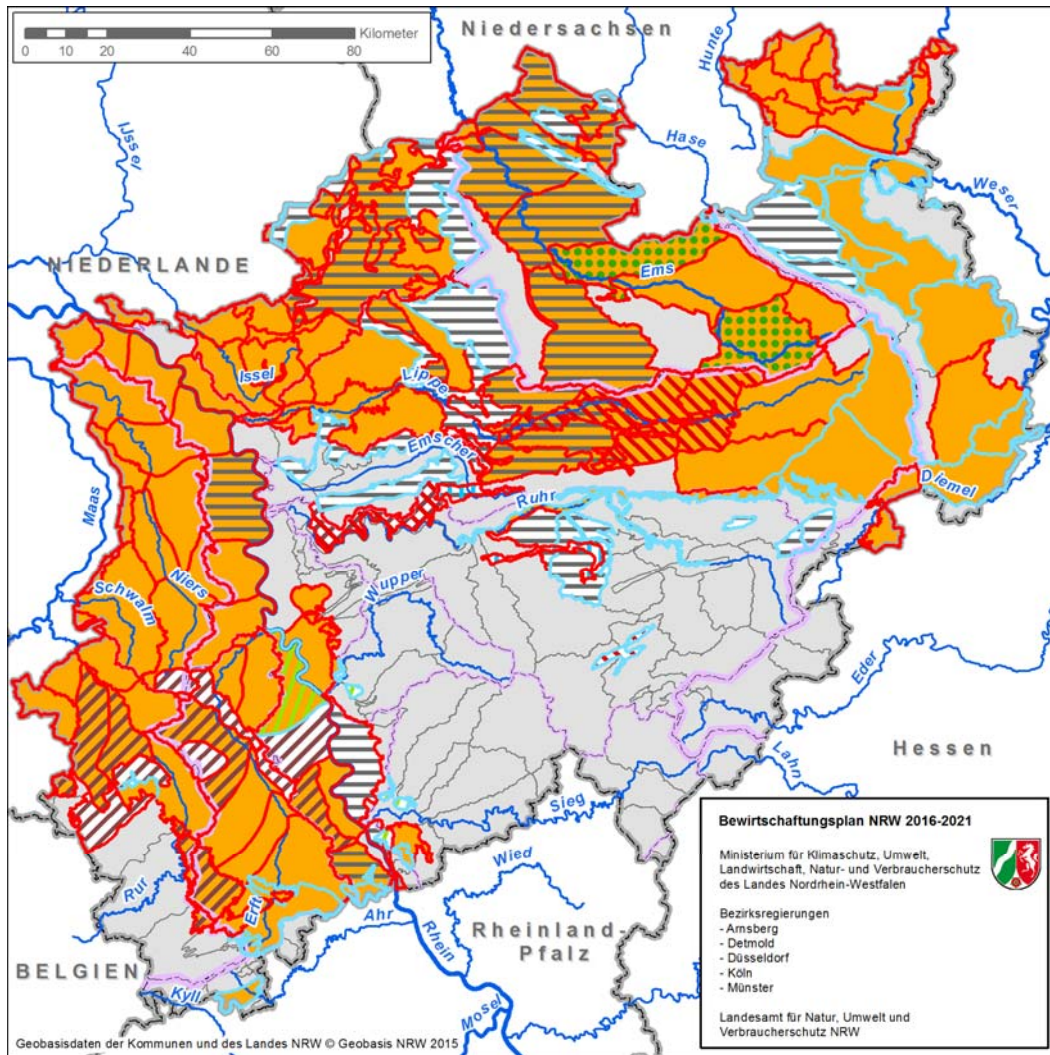 Kilometer
0 10 20 40 60 80
Niedersachsen
Hunte
IJssel
Hase
Weser
NIEDERLANDE
Ems
Issel
Lippe
Emscher
Diemel
Maas
Ruhr
Niers
Wupper
Schwalm
Eder
Hessen
Lahn
Sieg
Bewirtschaftungsplan NRW 2016-2021
Ministerium für Klimaschutz, Umwelt,
Landwirtschaft, Natur- und Verbraucherschutz
des Landes Nordrhein-Westfalen
Wied
Rur
Erft
Ahr
Rhein
Rheinland-
Pfalz
Bezirksregierungen
- Arnsberg
- Detmold
- Düsseldorf
- Köln
- Münster
BELGIEN
Kyll
Mosel
Landesamt für Natur, Umwelt und
Verbraucherschutz NRW
Geobasisdaten der Kommunen und des Landes NRW © Geobasis NRW 2015